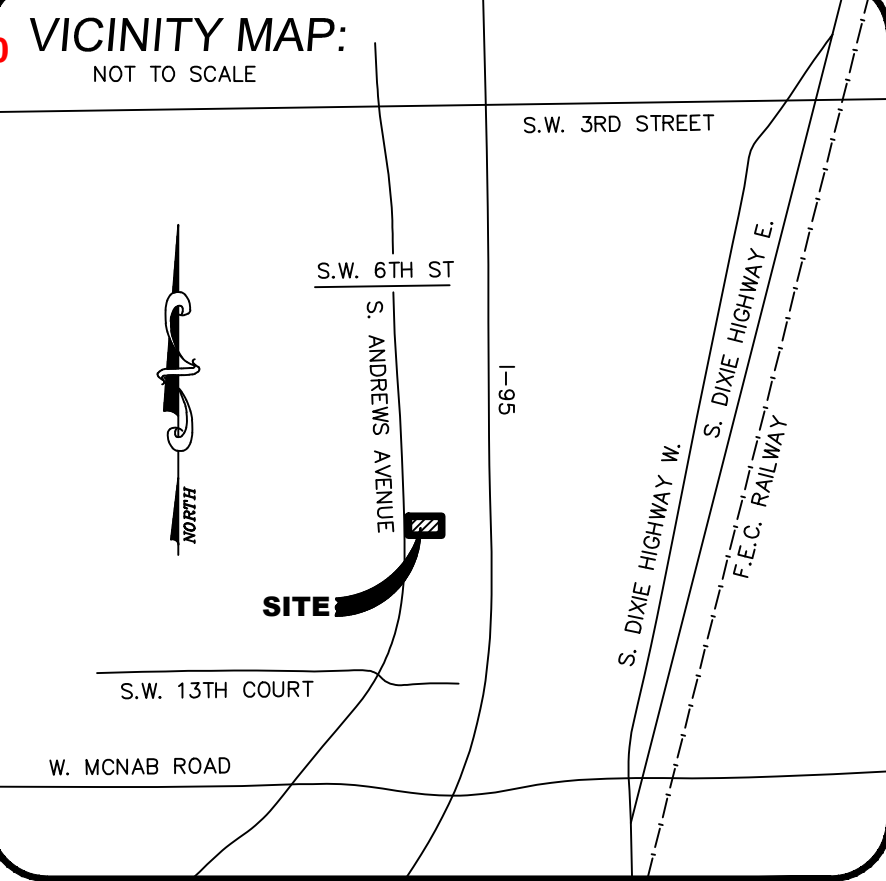 VICINITY MAP:
NOT TO SCALE
S.W. 3RD STREET
S.W. 6TH ST
S. ANDREWS AVENUE
I-95
S. DIXIE HIGHWAY E.
S. DIXIE HIGHWAY W.
F.E.C. RAILWAY
NORTH
SITE
S.W. 13TH COURT
W. MCNAB ROAD